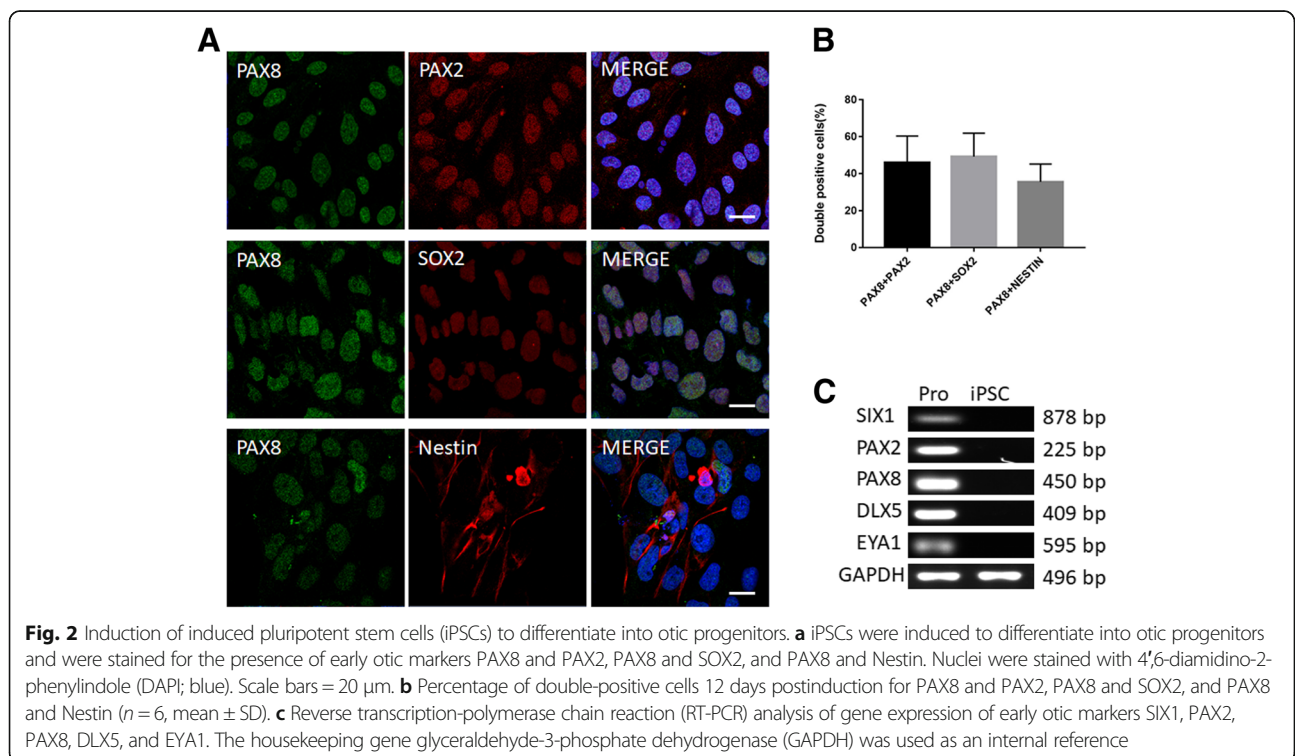 A
PAX8
PAX2
MERGE
PAX8
SOX2
MERGE
PAX8
Nestin
MERGE
B
Double positive cells(%)
80
60
40
20
0
PAX8+PAX2
PAX8+SOX2
PAX8+NESTIN
C
Pro iPSC
SIX1 878 bp
PAX2 225 bp
PAX8 450 bp
DLX5 409 bp
EYA1 595 bp
GAPDH 496 bp
Fig. 2 Induction of induced pluripotent stem cells (iPSCs) to differentiate into otic progenitors. a iPSCs were induced to differentiate into otic progenitors
and were stained for the presence of early otic markers PAX8 and PAX2, PAX8 and SOX2, and PAX8 and Nestin. Nuclei were stained with 4′,6-diamidino-2-
phenylindole (DAPI; blue). Scale bars = 20 μm. b Percentage of double-positive cells 12 days postinduction for PAX8 and PAX2, PAX8 and SOX2, and PAX8
and Nestin (n = 6, mean ± SD). c Reverse transcription-polymerase chain reaction (RT-PCR) analysis of gene expression of early otic markers SIX1, PAX2,
PAX8, DLX5, and EYA1. The housekeeping gene glyceraldehyde-3-phosphate dehydrogenase (GAPDH) was used as an internal reference